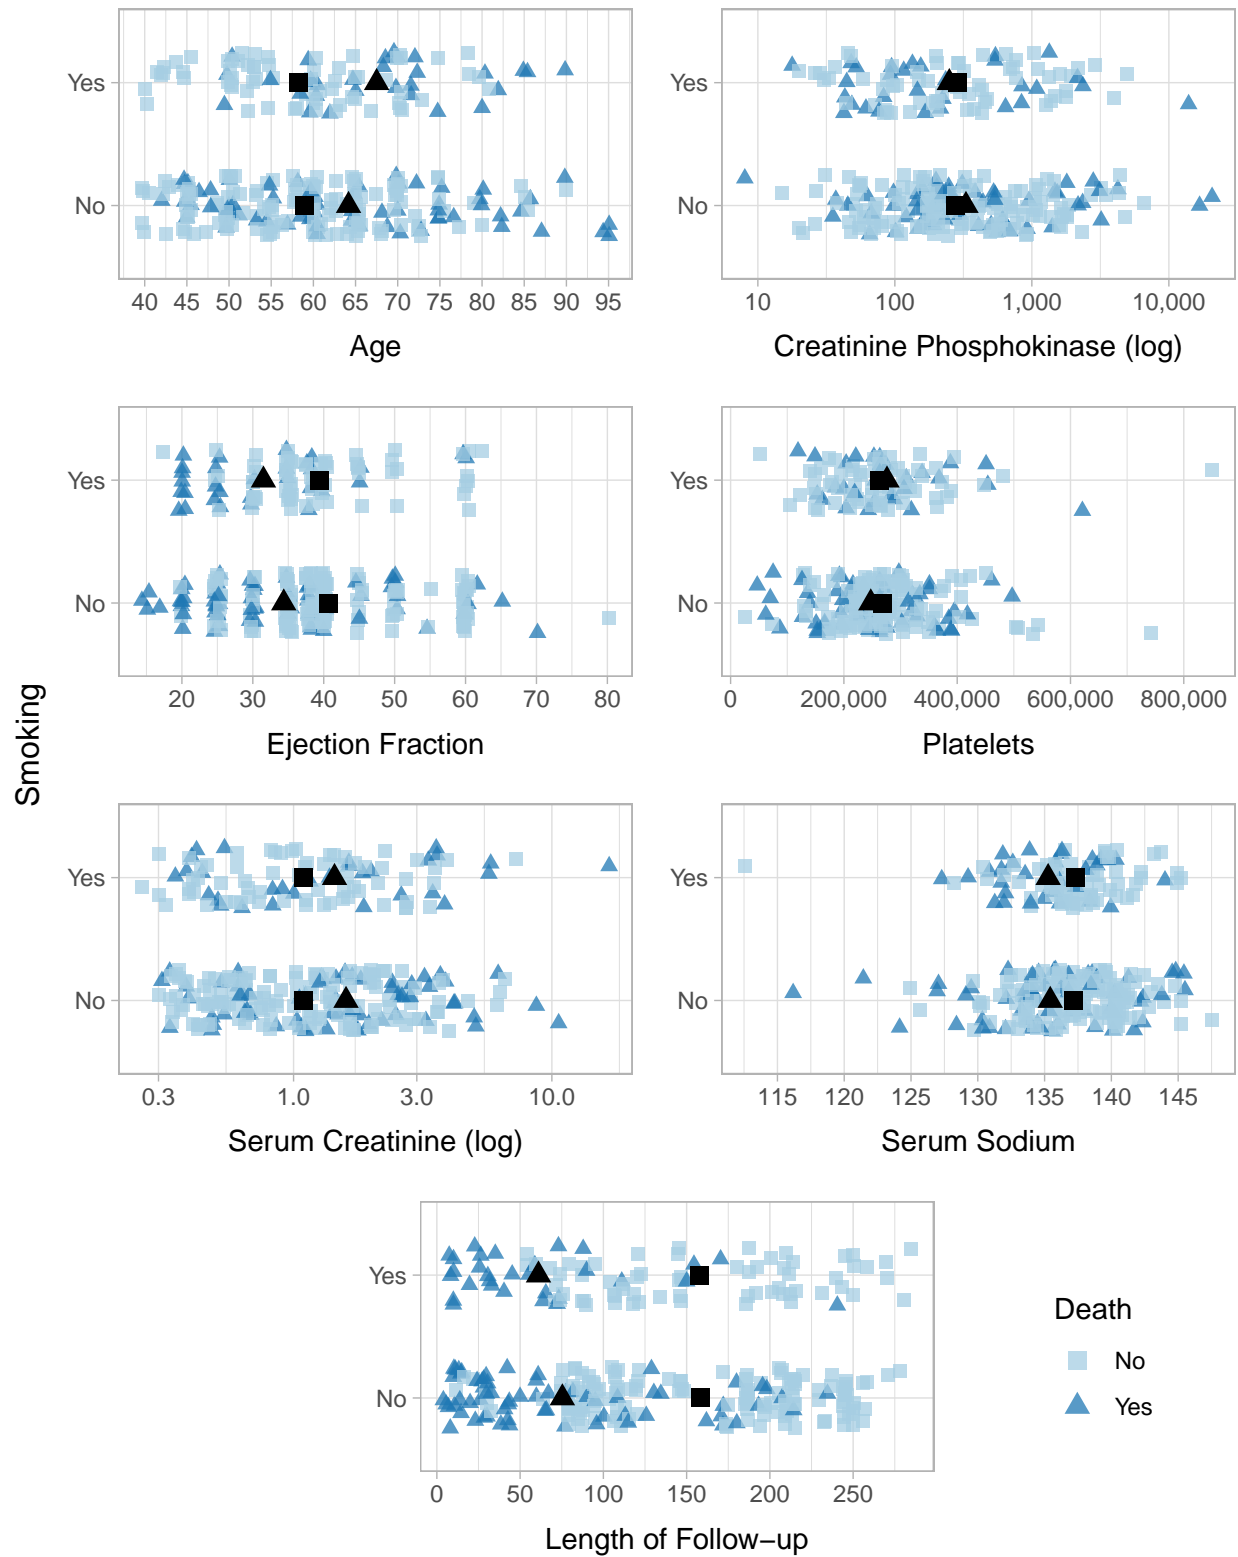 Yes
No
40 45 50 55 60 65 70 75 80 85 90 95
Age
Yes
No
10 100 1,000 10,000
Creatinine Phosphokinase (log)
Yes
No
20 30 40 50 60 70 80
Ejection Fraction
Yes
No
0 200,000 400,000 600,000 800,000
Platelets
Smoking
Yes
No
0.3 1.0 3.0 10.0
Serum Creatinine (log)
Yes
No
115 120 125 130 135 140 145
Serum Sodium
Yes
No
0 50 100 150 200 250
Length of Follow−up
Death
No
Yes